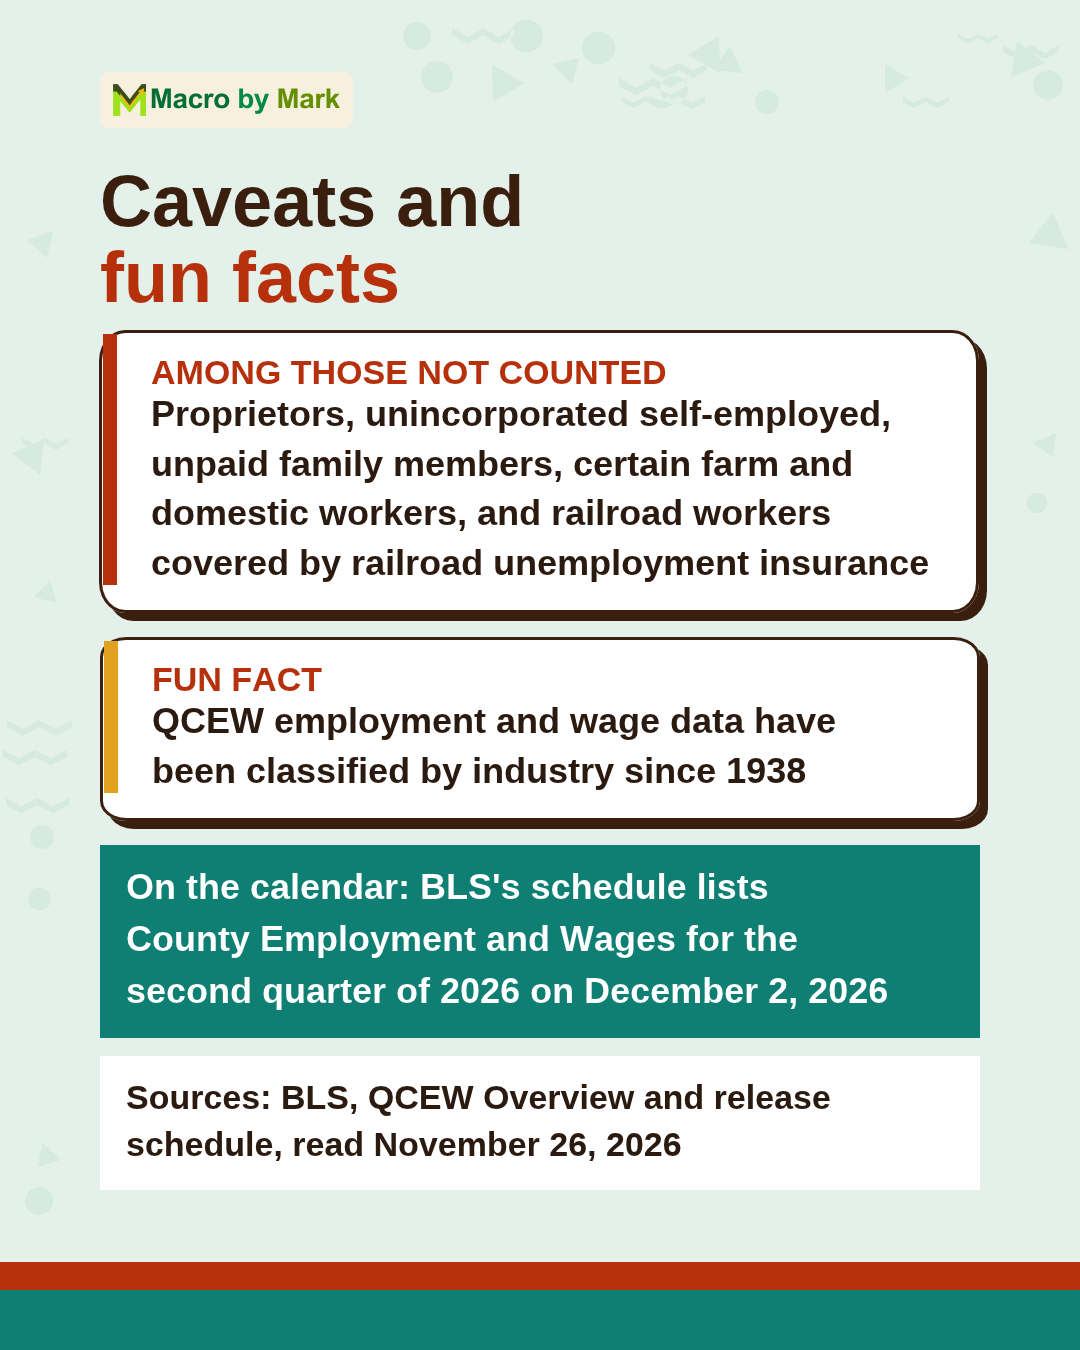 Macro by Mark
Caveats and
fun facts
AMONG THOSE NOT COUNTED
Proprietors, unincorporated self-employed,
unpaid family members, certain farm and
domestic workers, and railroad workers
covered by railroad unemployment insurance
FUN FACT
QCEW employment and wage data have
been classified by industry since 1938
On the calendar: BLS's schedule lists
County Employment and Wages for the
second quarter of 2026 on December 2, 2026
Sources: BLS, QCEW Overview and release
schedule, read November 26, 2026